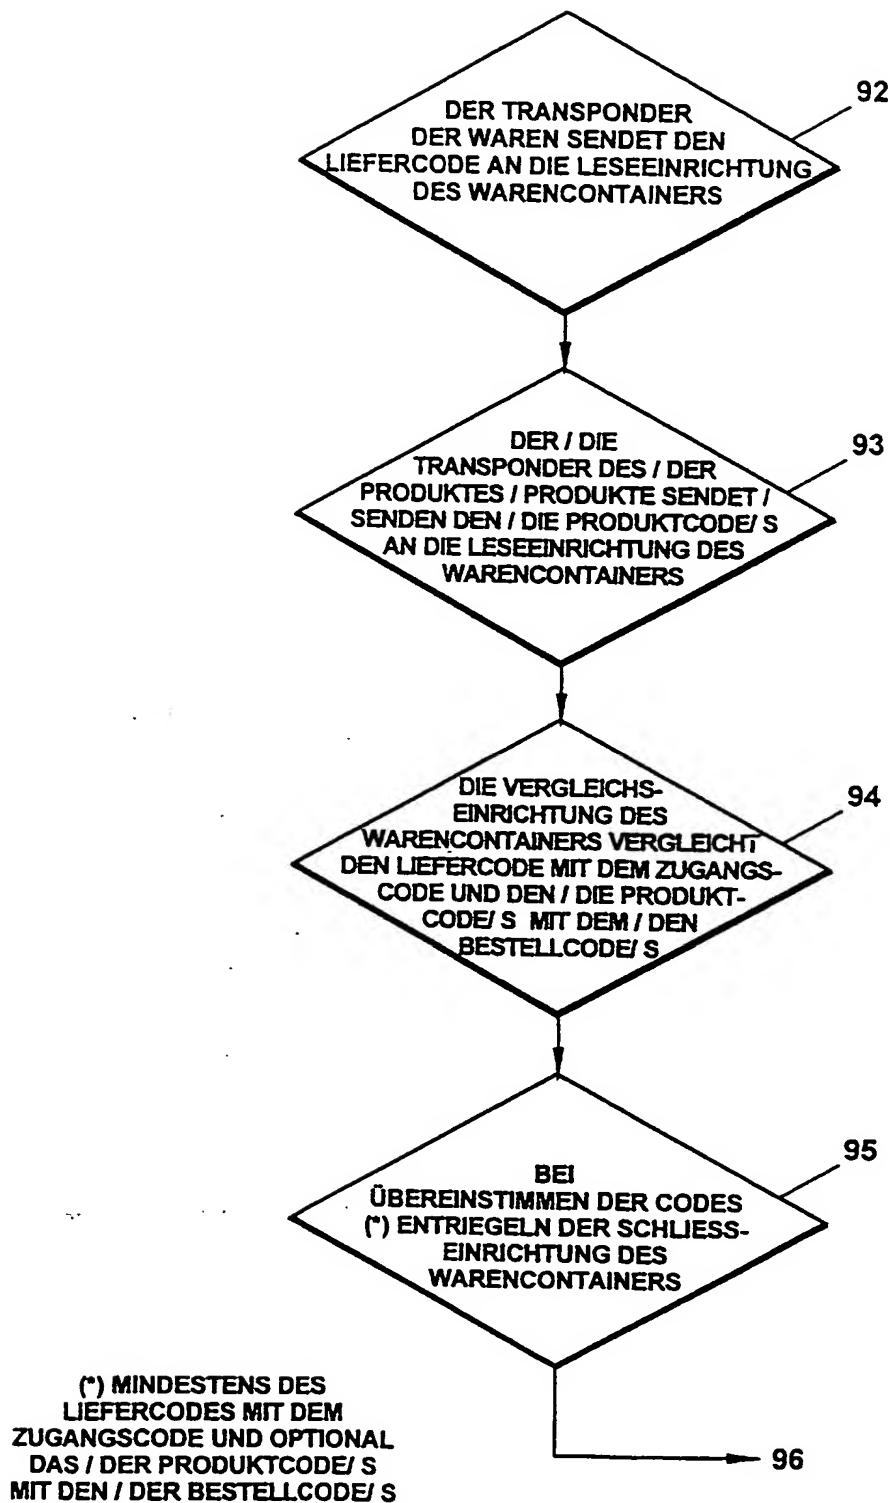 DER TRANSPONDER
DER WAREN SENDET DEN
LIEFERCODE AN DIE LESEEINRICHTUNG
DES WARENCONTAINERS
92
DER / DIE
TRANSPONDER DES / DER
PRODUKTES / PRODUKTE SENDET /
SENDEN DEN / DIE PRODUKTCODE/ S
AN DIE LESEEINRICHTUNG DES
WARENCONTAINERS
93
DIE VERGLEICHS-
EINRICHTUNG DES
WARENCONTAINERS VERGLEICHT
DEN LIEFERCODE MIT DEM ZUGANGS-
CODE UND DEN / DIE PRODUKT-
CODE/ S MIT DEM / DEN
BESTELLCODE/ S
94
BEI
ÜBEREINSTIMMEN DER CODES
(*) ENTRIEGELN DER SCHLIESS-
EINRICHTUNG DES
WARENCONTAINERS
95
(*) MINDESTENS DES
LIEFERCODES MIT DEM
ZUGANGSCODE UND OPTIONAL
DAS / DER PRODUKTCODE/ S
MIT DEN / DER BESTELLCODE/ S
96